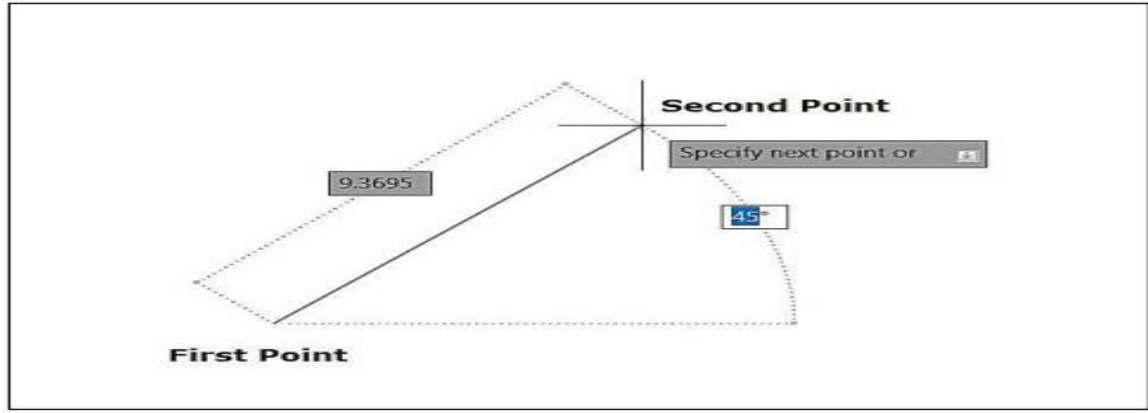 Second Point
Specify next point or
9.3695
45°
First Point